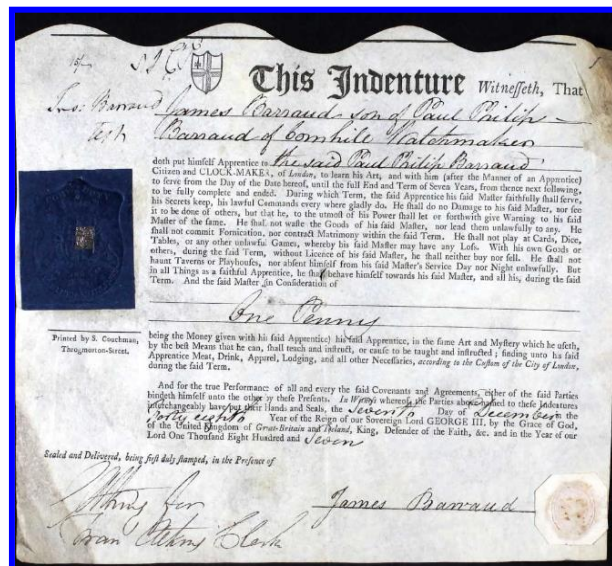 This Indenture Witnesseth, That
James Barraud son of Paul Philip
Barraud of Cornhill Watchmaker
doth put himself Apprentice to the said Paul Philip Barraud
Citizen and CLOCK-MAKER, of London, to learn his Art, and with him (after the Manner of an Apprentice)
to serve from the Day of the Date hereof, until the full End and Term of Seven Years, from thence next following,
to be fully complete and ended. During which Term, the said Apprentice his said Master faithfully shall serve,
his Secrets keep, his lawful Commands every where gladly do. He shall do no Damage to his said Master, nor see
it to be done of others, but that he, to the utmost of his Power shall let or forthwith give Warning to his said
Master of the same. He shall not waste the Goods of his said Master, nor lend them unlawfully to any. He
shall not commit Fornication, nor contract Matrimony within the said Term. He shall not play at Cards, Dice,
Tables, or any other unlawful Games, whereby his said Master may have any Loss. With his own Goods or
others, during the said Term, without Licence of his said Master, he shall neither buy nor sell. He shall not
haunt Taverns or Playhouses, nor absent himself from his said Master's Service Day nor Night unlawfully. But
in all Things as a faithful Apprentice, he shall behave himself towards his said Master, and all his, during the said
Term. And the said Master in Consideration of
One Penny
Printed by S. Couchman,
Throgmorton-Street.
being the Money given with his said Apprentice) his said Apprentice, in the same Art and Mystery which he useth,
by the best Means that he can, shall teach and instruct, or cause to be taught and instructed; finding unto his said
Apprentice Meat, Drink, Apparel, Lodging, and all other Necessaries, according to the Custom of the City of London,
during the said Term.
And for the true Performance of all and every the said Covenants and Agreements, either of the said Parties
bindeth himself unto the other by these Presents. In Witness whereof, the Parties above-named to these Indentures
interchangeably have put their Hands and Seals, the Seventh Day of December in the
Forty eighth Year of the Reign of our Sovereign Lord GEORGE III, by the Grace of God,
of the United Kingdom of Great-Britain and Ireland, King, Defender of the Faith, &c. and in the Year of our
Lord One Thousand Eight Hundred and Seven
Sealed and Delivered, being first duly stamped, in the Presence of
James Barraud
Atkins Clerk